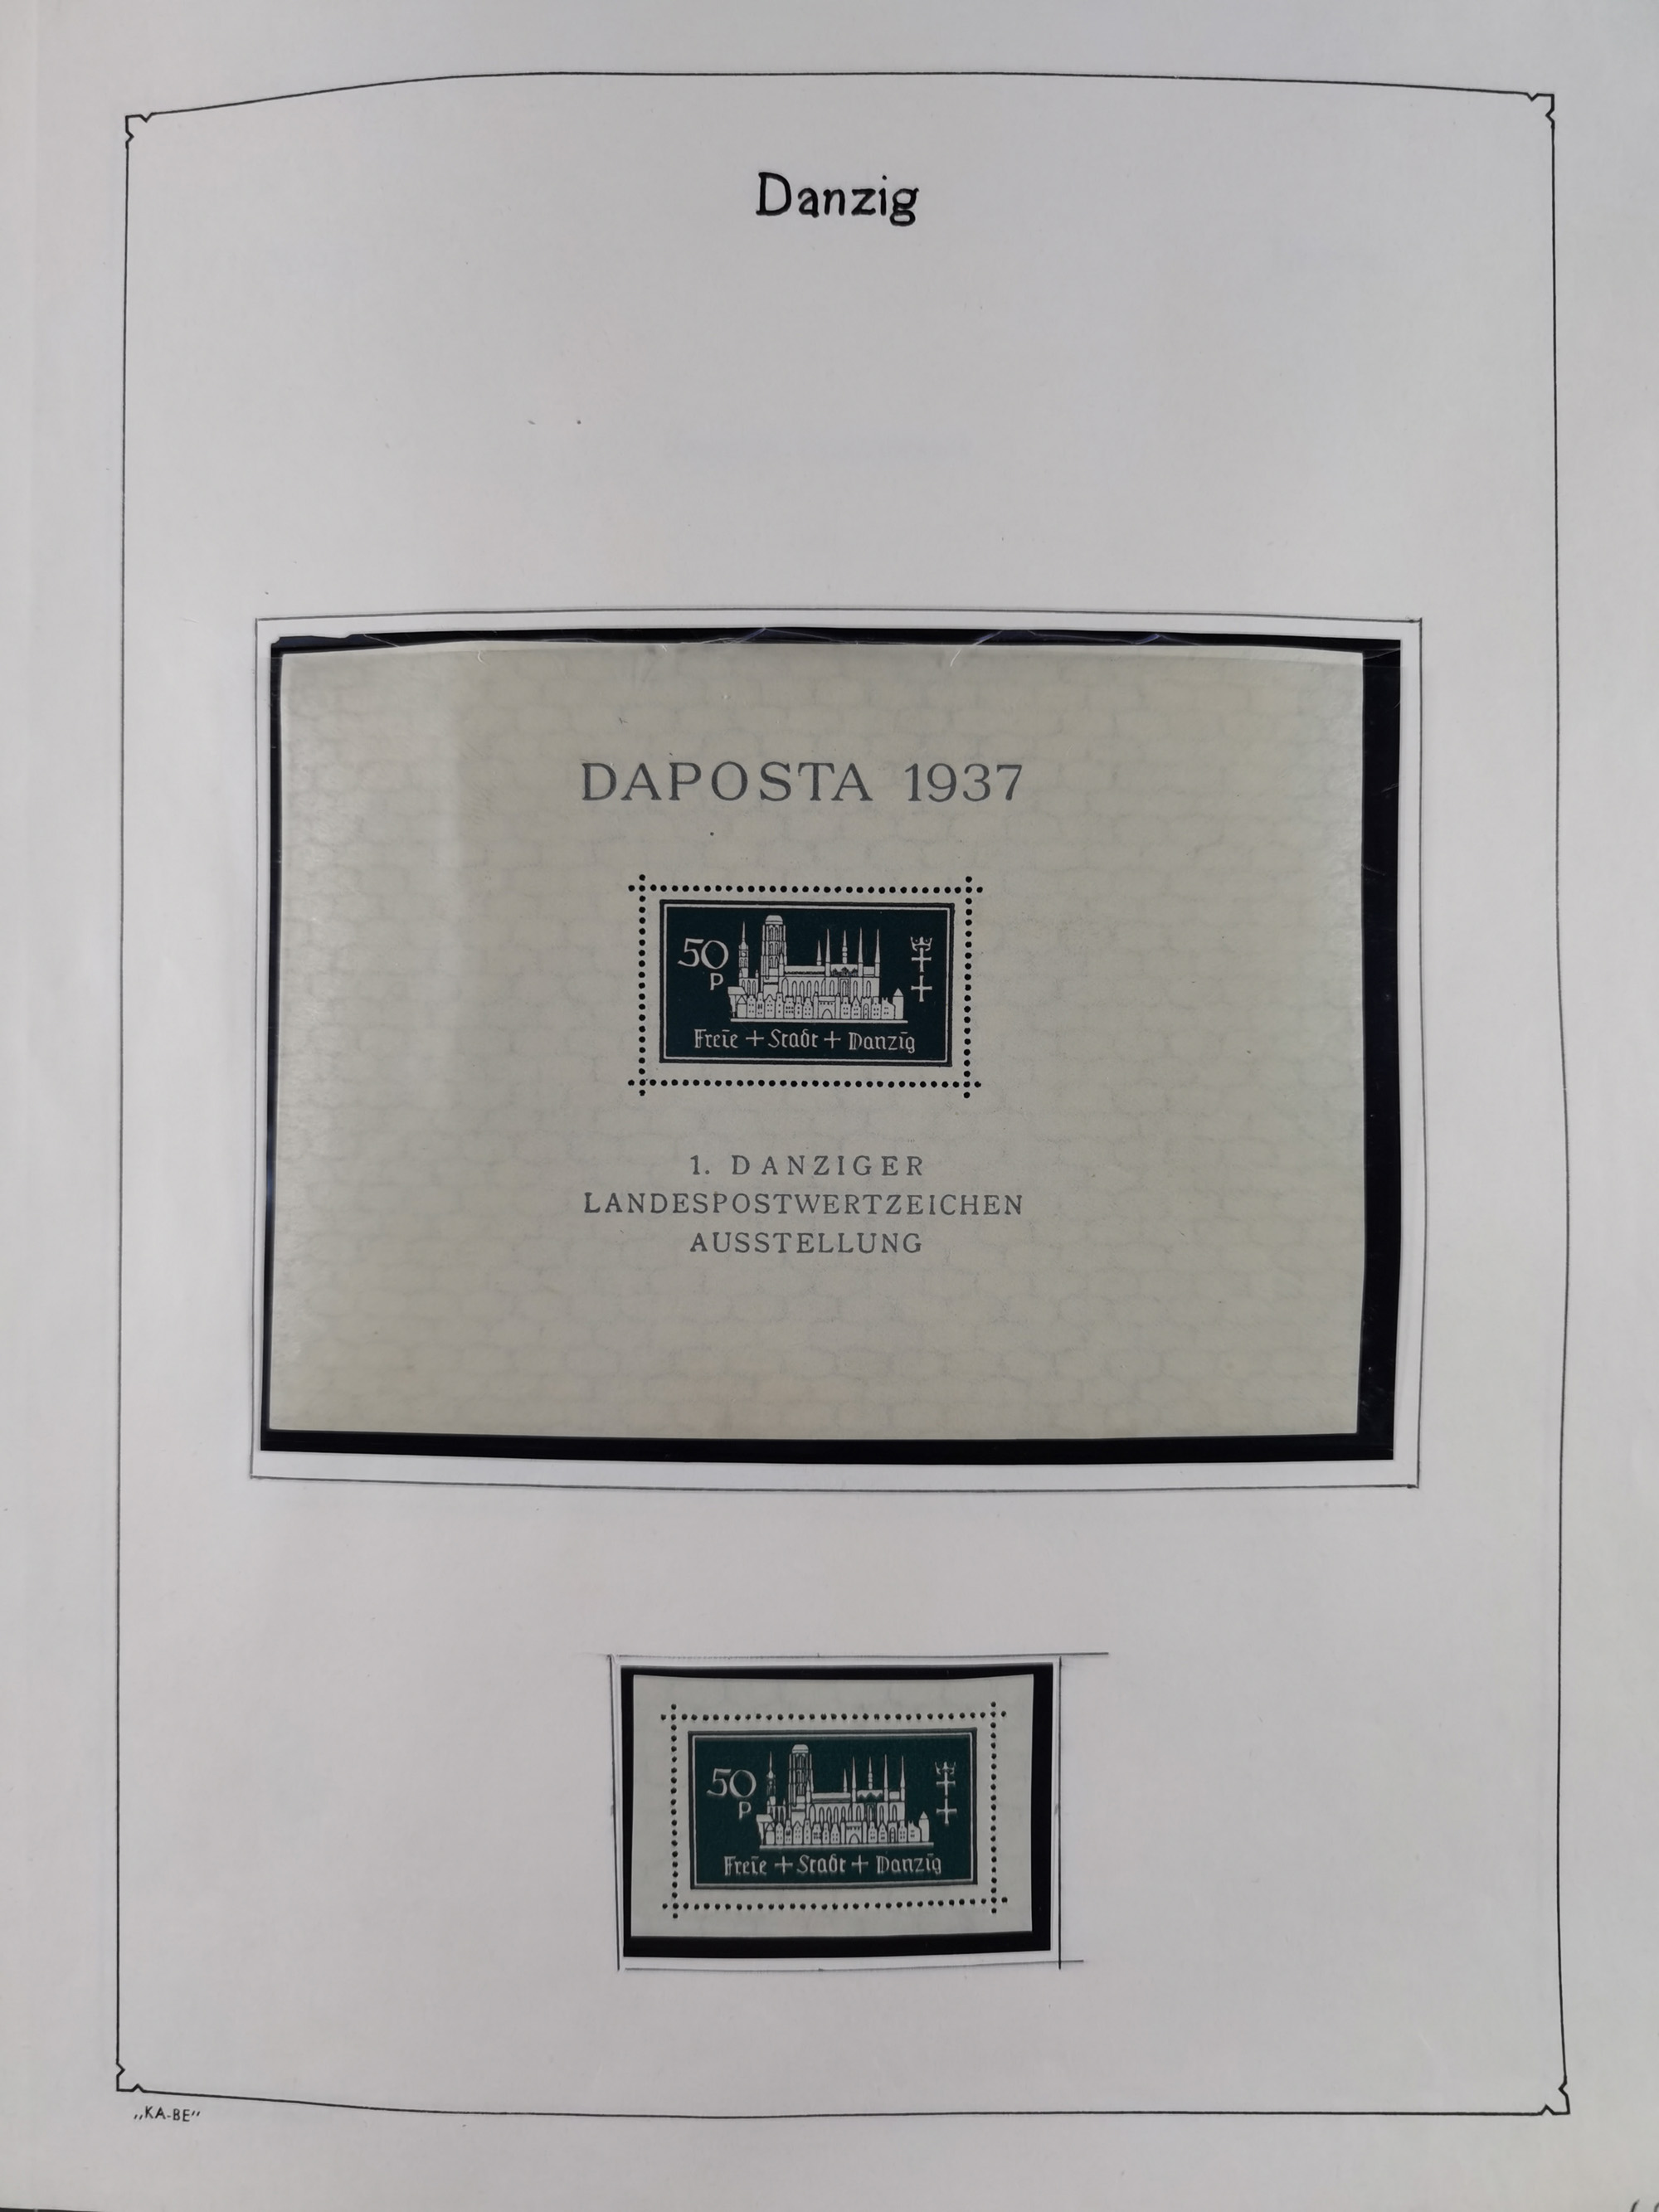 Danzig
DAPOSTA 1937
50
P
Freie + Stadt + Danzig
1. DANZIGER
LANDESPOSTWERTZEICHEN
AUSSTELLUNG
50
P
Freie + Stadt + Danzig
„KA-BE"